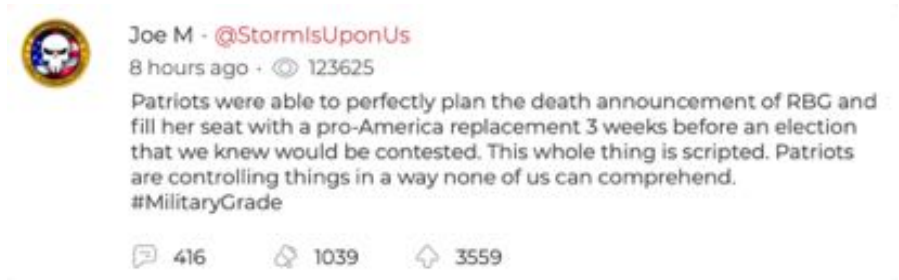 Joe M · @StormIsUponUs
8 hours ago · 123625
Patriots were able to perfectly plan the death announcement of RBG and
fill her seat with a pro-America replacement 3 weeks before an election
that we knew would be contested. This whole thing is scripted. Patriots
are controlling things in a way none of us can comprehend.
#MilitaryGrade
416 1039 3559